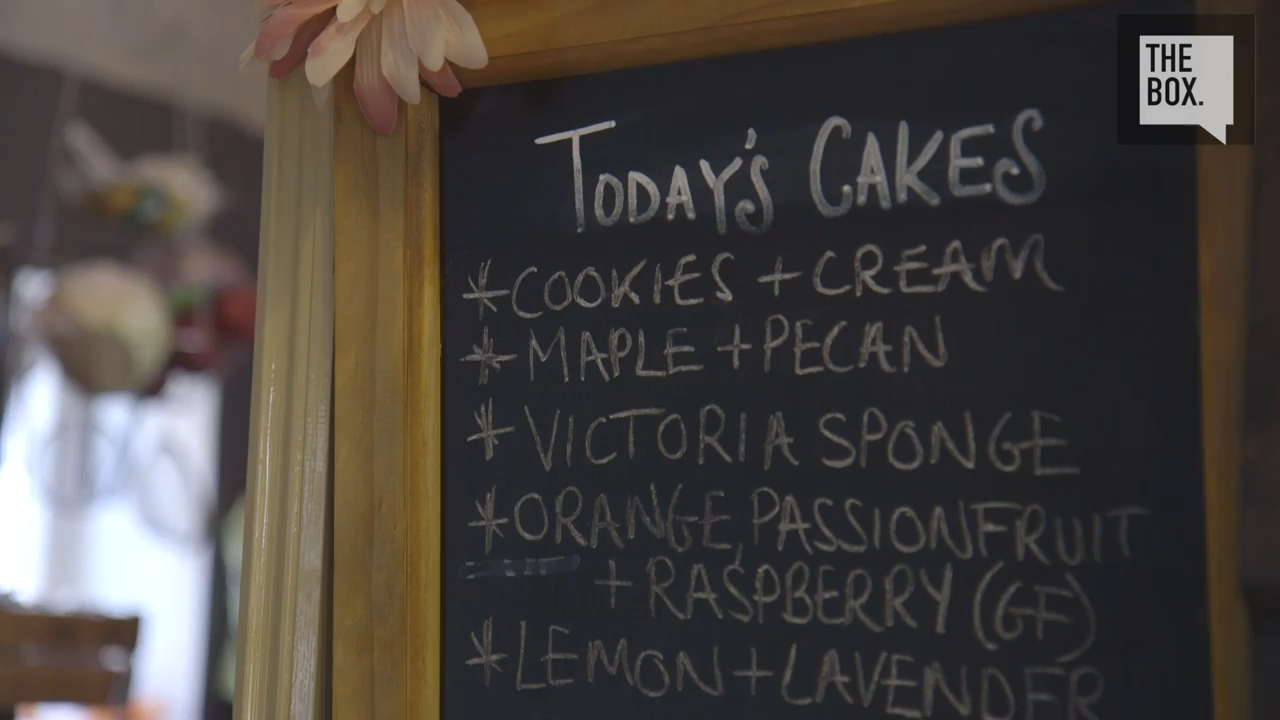 THE
BOX.
TODAY'S CAKES
*COOKIES + CREAM
* MAPLE + PECAN
* VICTORIA SPONGE
*ORANGE, PASSIONFRUIT
+ RASPBERRY (GF)
*LEMON + LAVENDER